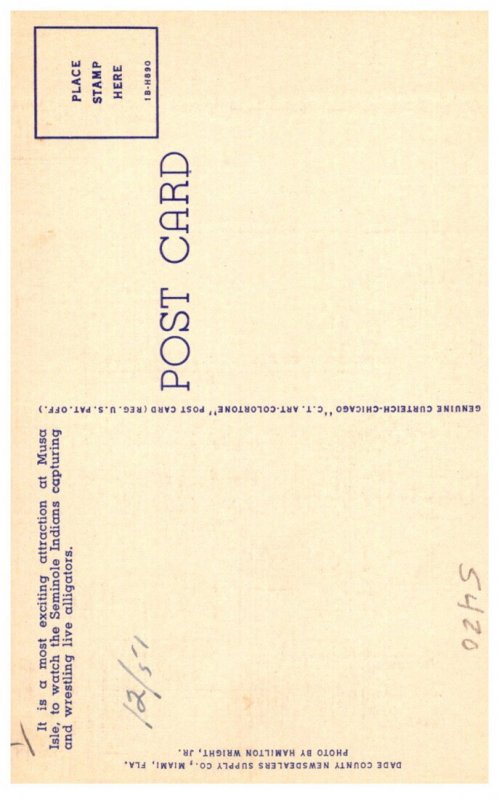 It is a most exciting attraction at Musa
Isle, to watch the Seminole Indians capturing
and wrestling live alligators.
POST CARD
PLACE
STAMP
HERE
1B-H890
GENUINE CURTEICH-CHICAGO "C.T. ART-COLORTONE" POST CARD (REG. U.S. PAT. OFF.)
12/51
5420
DADE COUNTY NEWSDEALERS SUPPLY CO., MIAMI, FLA.
PHOTO BY HAMILTON WRIGHT, JR.